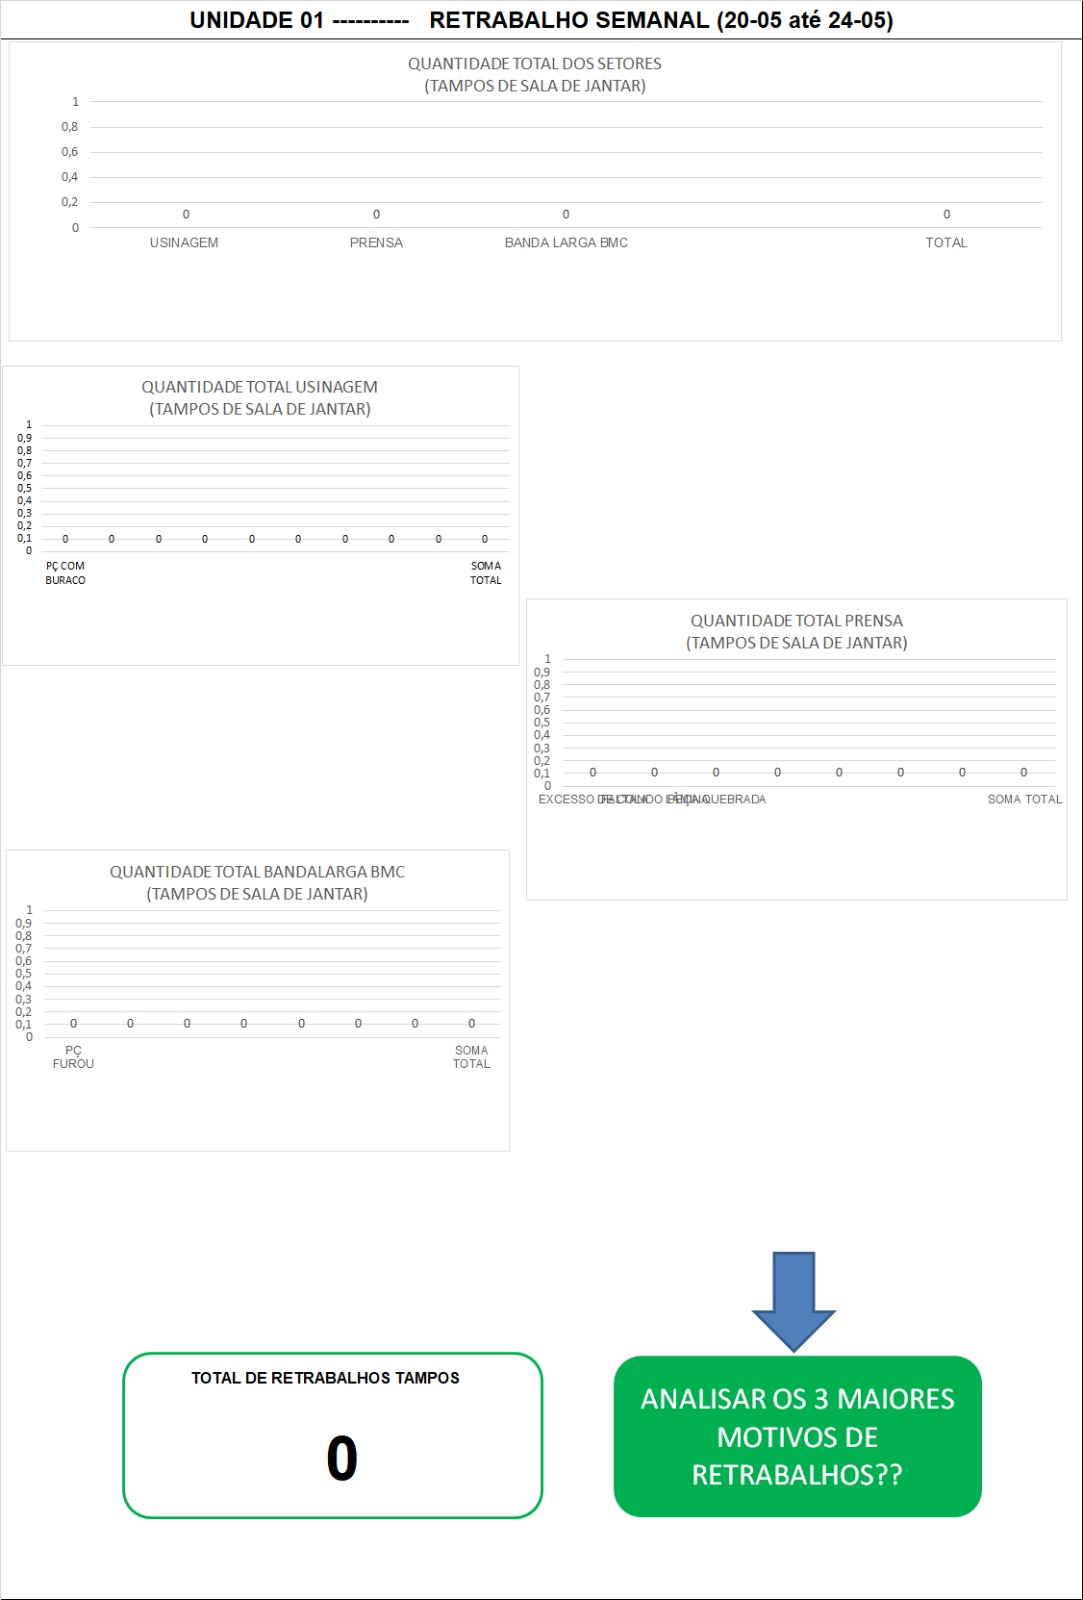 UNIDADE 01 ---------- RETRABALHO SEMANAL (20-05 até 24-05)
QUANTIDADE TOTAL DOS SETORES
(TAMPOS DE SALA DE JANTAR)
1
0,8
0,6
0,4
0,2
0
0 0 0 0
USINAGEM PRENSA BANDA LARGA BMC TOTAL
QUANTIDADE TOTAL USINAGEM
(TAMPOS DE SALA DE JANTAR)
1
0,9
0,8
0,7
0,6
0,5
0,4
0,3
0,2
0,1
0
0 0 0 0 0 0 0 0 0 0
PÇ COM
BURACO
SOMA
TOTAL
QUANTIDADE TOTAL PRENSA
(TAMPOS DE SALA DE JANTAR)
1
0,9
0,8
0,7
0,6
0,5
0,4
0,3
0,2
0,1
0
0 0 0 0 0 0 0 0
EXCESSO DE QUEBRADA SOMA TOTAL
QUANTIDADE TOTAL BANDALARGA BMC
(TAMPOS DE SALA DE JANTAR)
1
0,9
0,8
0,7
0,6
0,5
0,4
0,3
0,2
0,1
0
0 0 0 0 0 0 0 0
PÇ
FUROU
SOMA
TOTAL
TOTAL DE RETRABALHOS TAMPOS
0
ANALISAR OS 3 MAIORES
MOTIVOS DE
RETRABALHOS??